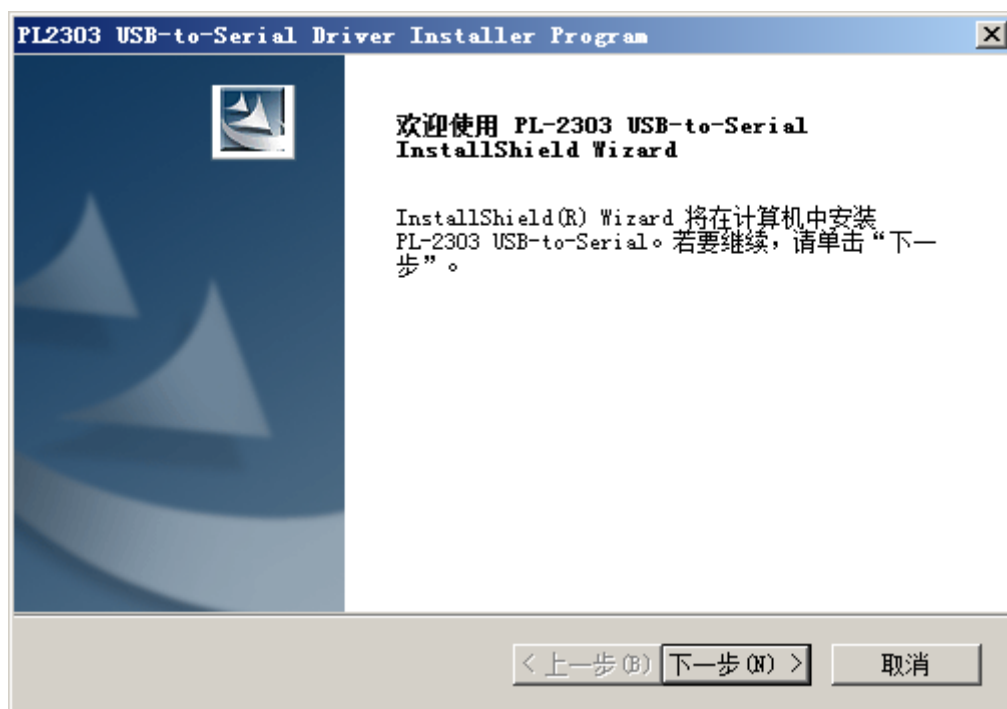 PL2303 USB-to-Serial Driver Installer Program
欢迎使用 PL-2303 USB-to-Serial
InstallShield Wizard
InstallShield(R) Wizard 将在计算机中安装
PL-2303 USB-to-Serial。若要继续，请单击“下一
步”。
< 上一步(B) 下一步(N) > 取消